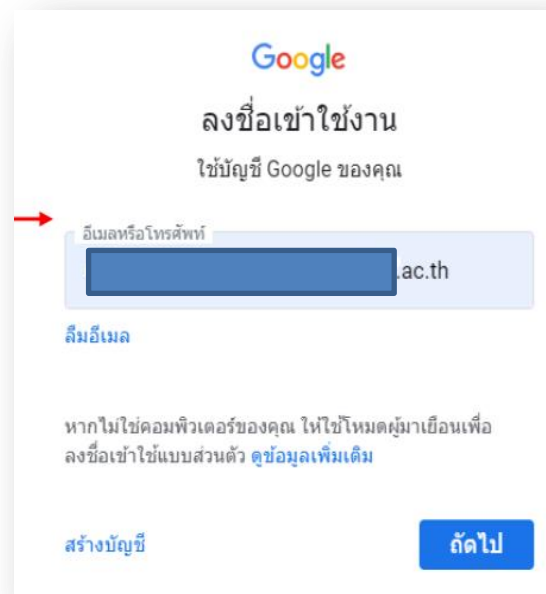 Google
ลงชื่อเข้าใช้งาน
ใช้บัญชี Google ของคุณ
อีเมลหรือโทรศัพท์
.ac.th
ลืมอีเมล
หากไม่ใช่คอมพิวเตอร์ของคุณ ให้ใช้โหมดผู้มาเยือนเพื่อ
ลงชื่อเข้าใช้แบบส่วนตัว ดูข้อมูลเพิ่มเติม
สร้างบัญชี
ถัดไป